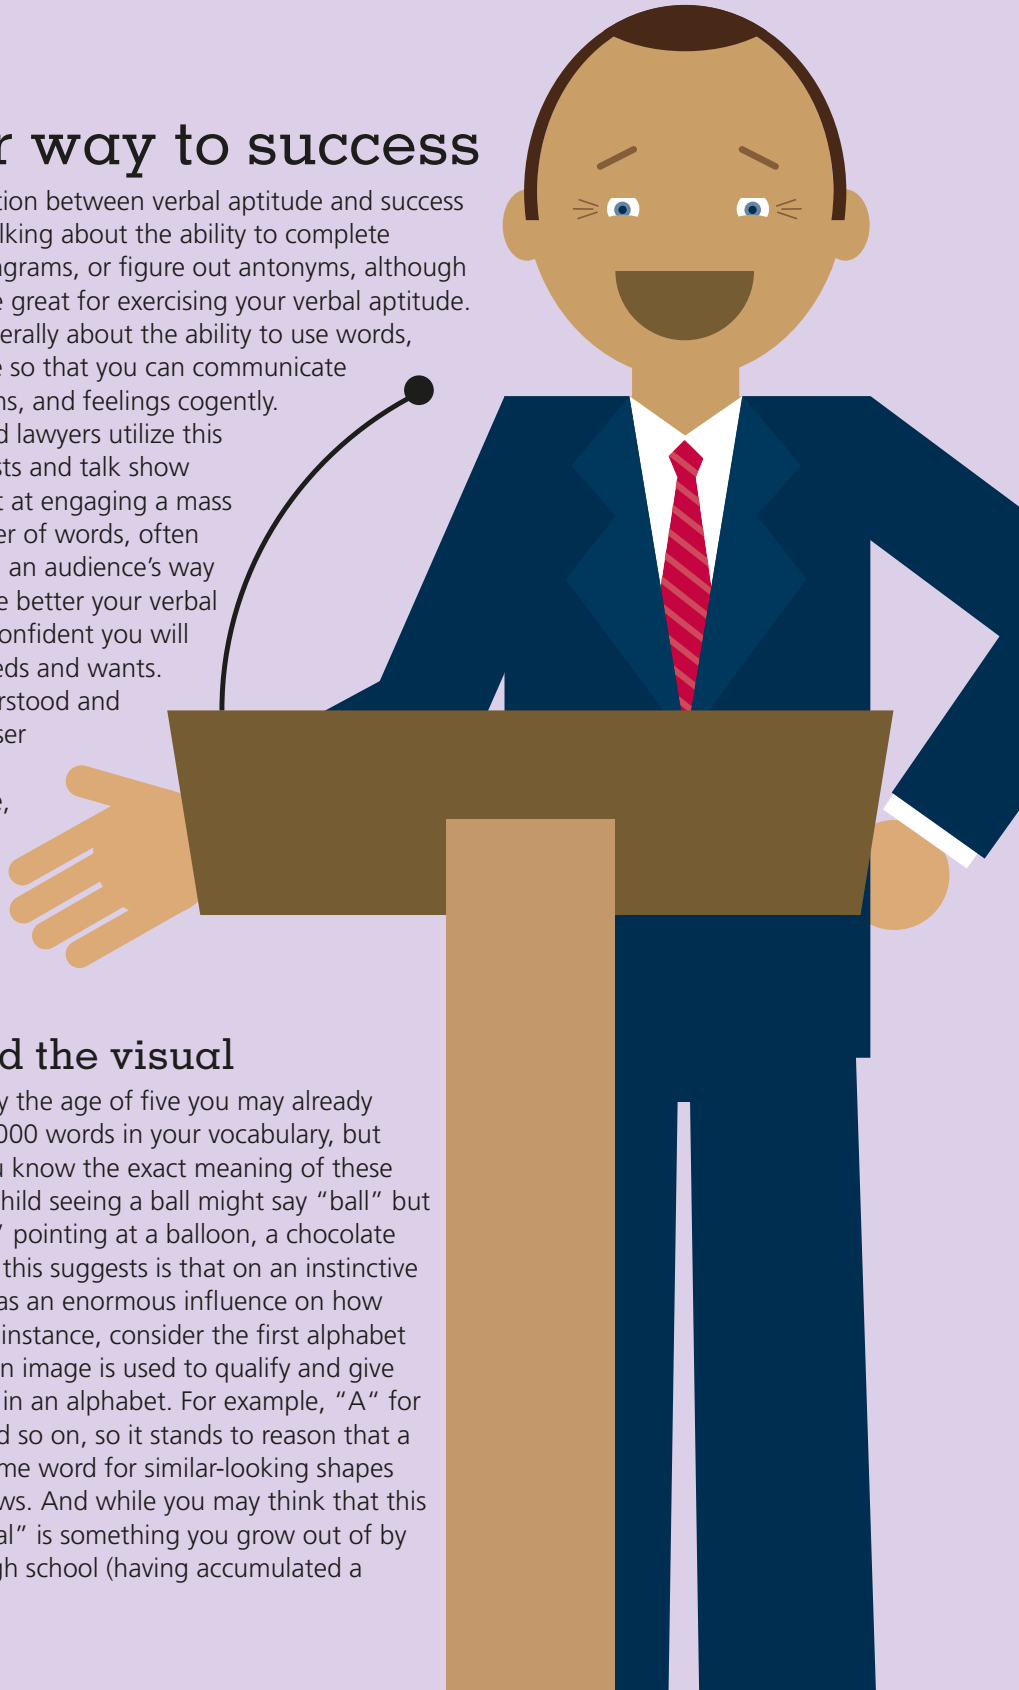 r way to success
tion between verbal aptitude and success
lking about the ability to complete
agrams, or figure out antonyms, although
e great for exercising your verbal aptitude.
erally about the ability to use words,
e so that you can communicate
ns, and feelings cogently.
d lawyers utilize this
sts and talk show
t at engaging a mass
er of words, often
an audience’s way
e better your verbal
onfident you will
eds and wants.
rstood and
ser
e,
d the visual
y the age of five you may already
000 words in your vocabulary, but
u know the exact meaning of these
hild seeing a ball might say “ball” but
” pointing at a balloon, a chocolate
this suggests is that on an instinctive
as an enormous influence on how
instance, consider the first alphabet
n image is used to qualify and give
in an alphabet. For example, “A“ for
d so on, so it stands to reason that a
me word for similar-looking shapes
ws. And while you may think that this
al” is something you grow out of by
gh school (having accumulated a